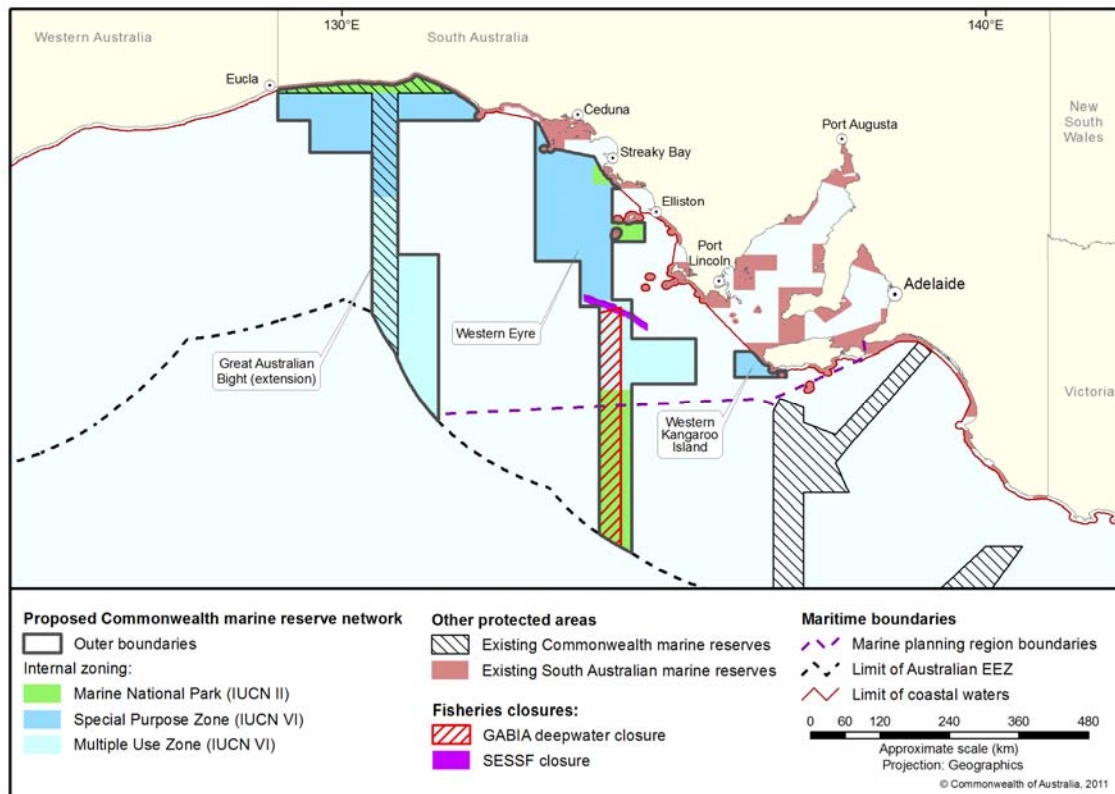 130°E
140°E
Western Australia
South Australia
Eucla
Ceduna
Port Augusta
New
South
Wales
Streaky Bay
Elliston
Port
Lincoln
Adelaide
Western Eyre
Great Australian
Bight (extension)
Western
Kangaroo
Island
Victoria
Proposed Commonwealth marine reserve network
Outer boundaries
Internal zoning:
Marine National Park (IUCN II)
Special Purpose Zone (IUCN VI)
Multiple Use Zone (IUCN VI)
Other protected areas
Existing Commonwealth marine reserves
Existing South Australian marine reserves
Fisheries closures:
GABIA deepwater closure
SESSF closure
Maritime boundaries
Marine planning region boundaries
Limit of Australian EEZ
Limit of coastal waters
0 60 120 240 360 480
Approximate scale (km)
Projection: Geographics
© Commonwealth of Australia, 2011